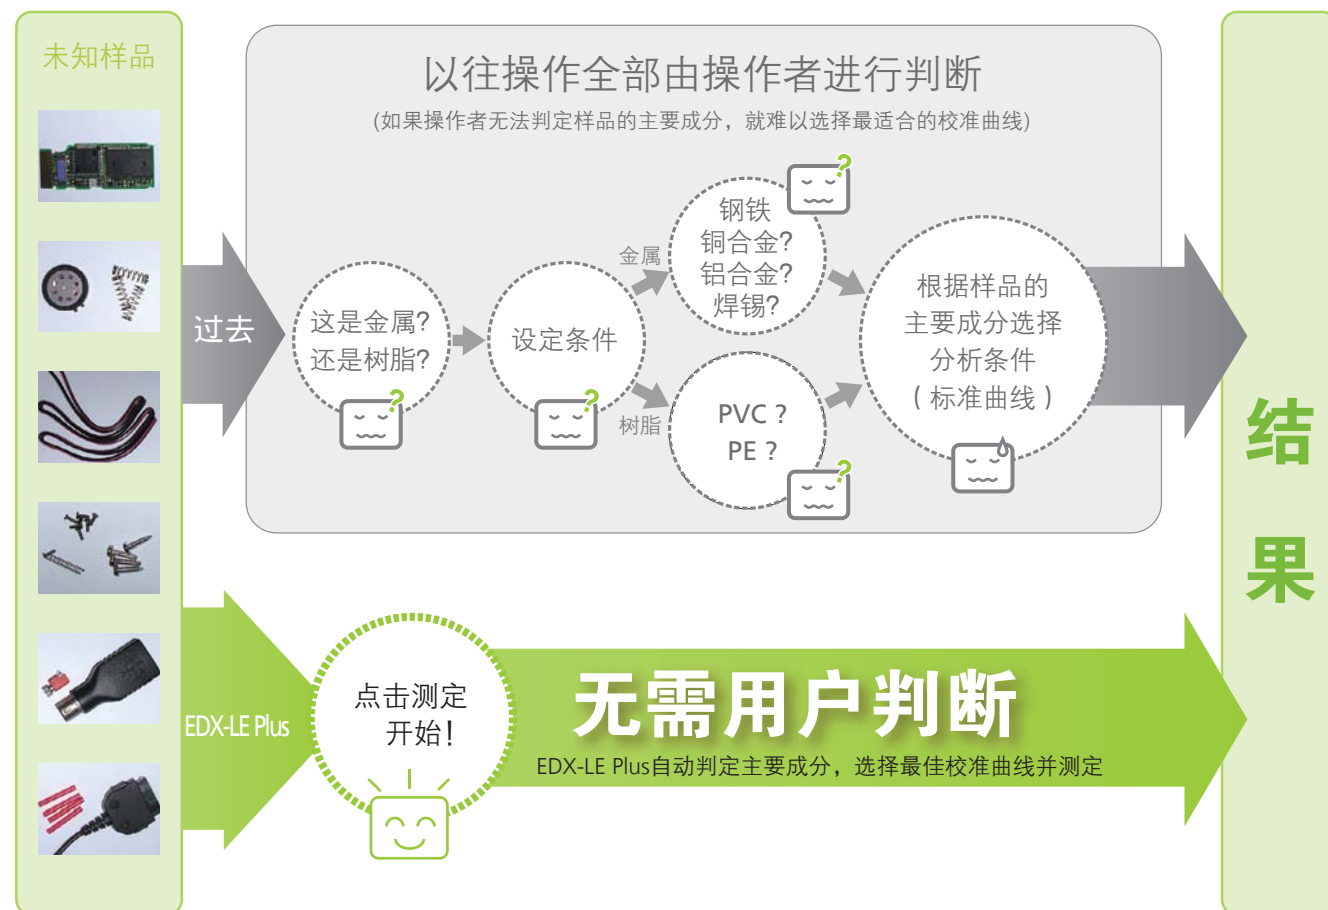 未知样品
以往操作全部由操作者进行判断
(如果操作者无法判定样品的主要成分，就难以选择最适合的校准曲线)
过去
这是金属?
还是树脂?
?
设定条件
?
金属
钢铁
铜合金?
铝合金?
焊锡?
?
树脂
PVC ?
PE ?
?
根据样品的
主要成分选择
分析条件
（标准曲线）
EDX-LE Plus
点击测定
开始!
无需用户判断
EDX-LE Plus自动判定主要成分，选择最佳校准曲线并测定
结
果